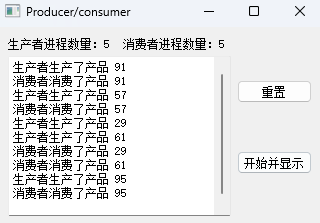 Producer/consumer
生产者进程数量：5 消费者进程数量：5
生产者生产了产品 91
消费者消费了产品 91
生产者生产了产品 57
消费者消费了产品 57
生产者生产了产品 29
生产者生产了产品 61
消费者消费了产品 29
消费者消费了产品 61
生产者生产了产品 95
消费者消费了产品 95
重置
开始并显示